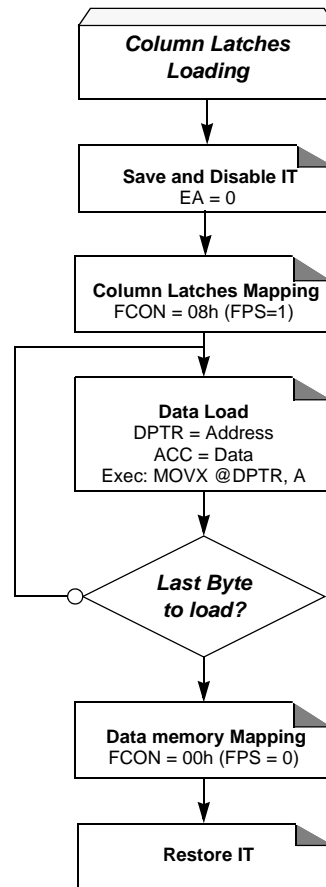 Column Latches
Loading
Save and Disable IT
EA = 0
Column Latches Mapping
FCON = 08h (FPS=1)
Data Load
DPTR = Address
ACC = Data
Exec: MOVX @DPTR, A
Last Byte
to load?
Data memory Mapping
FCON = 00h (FPS = 0)
Restore IT